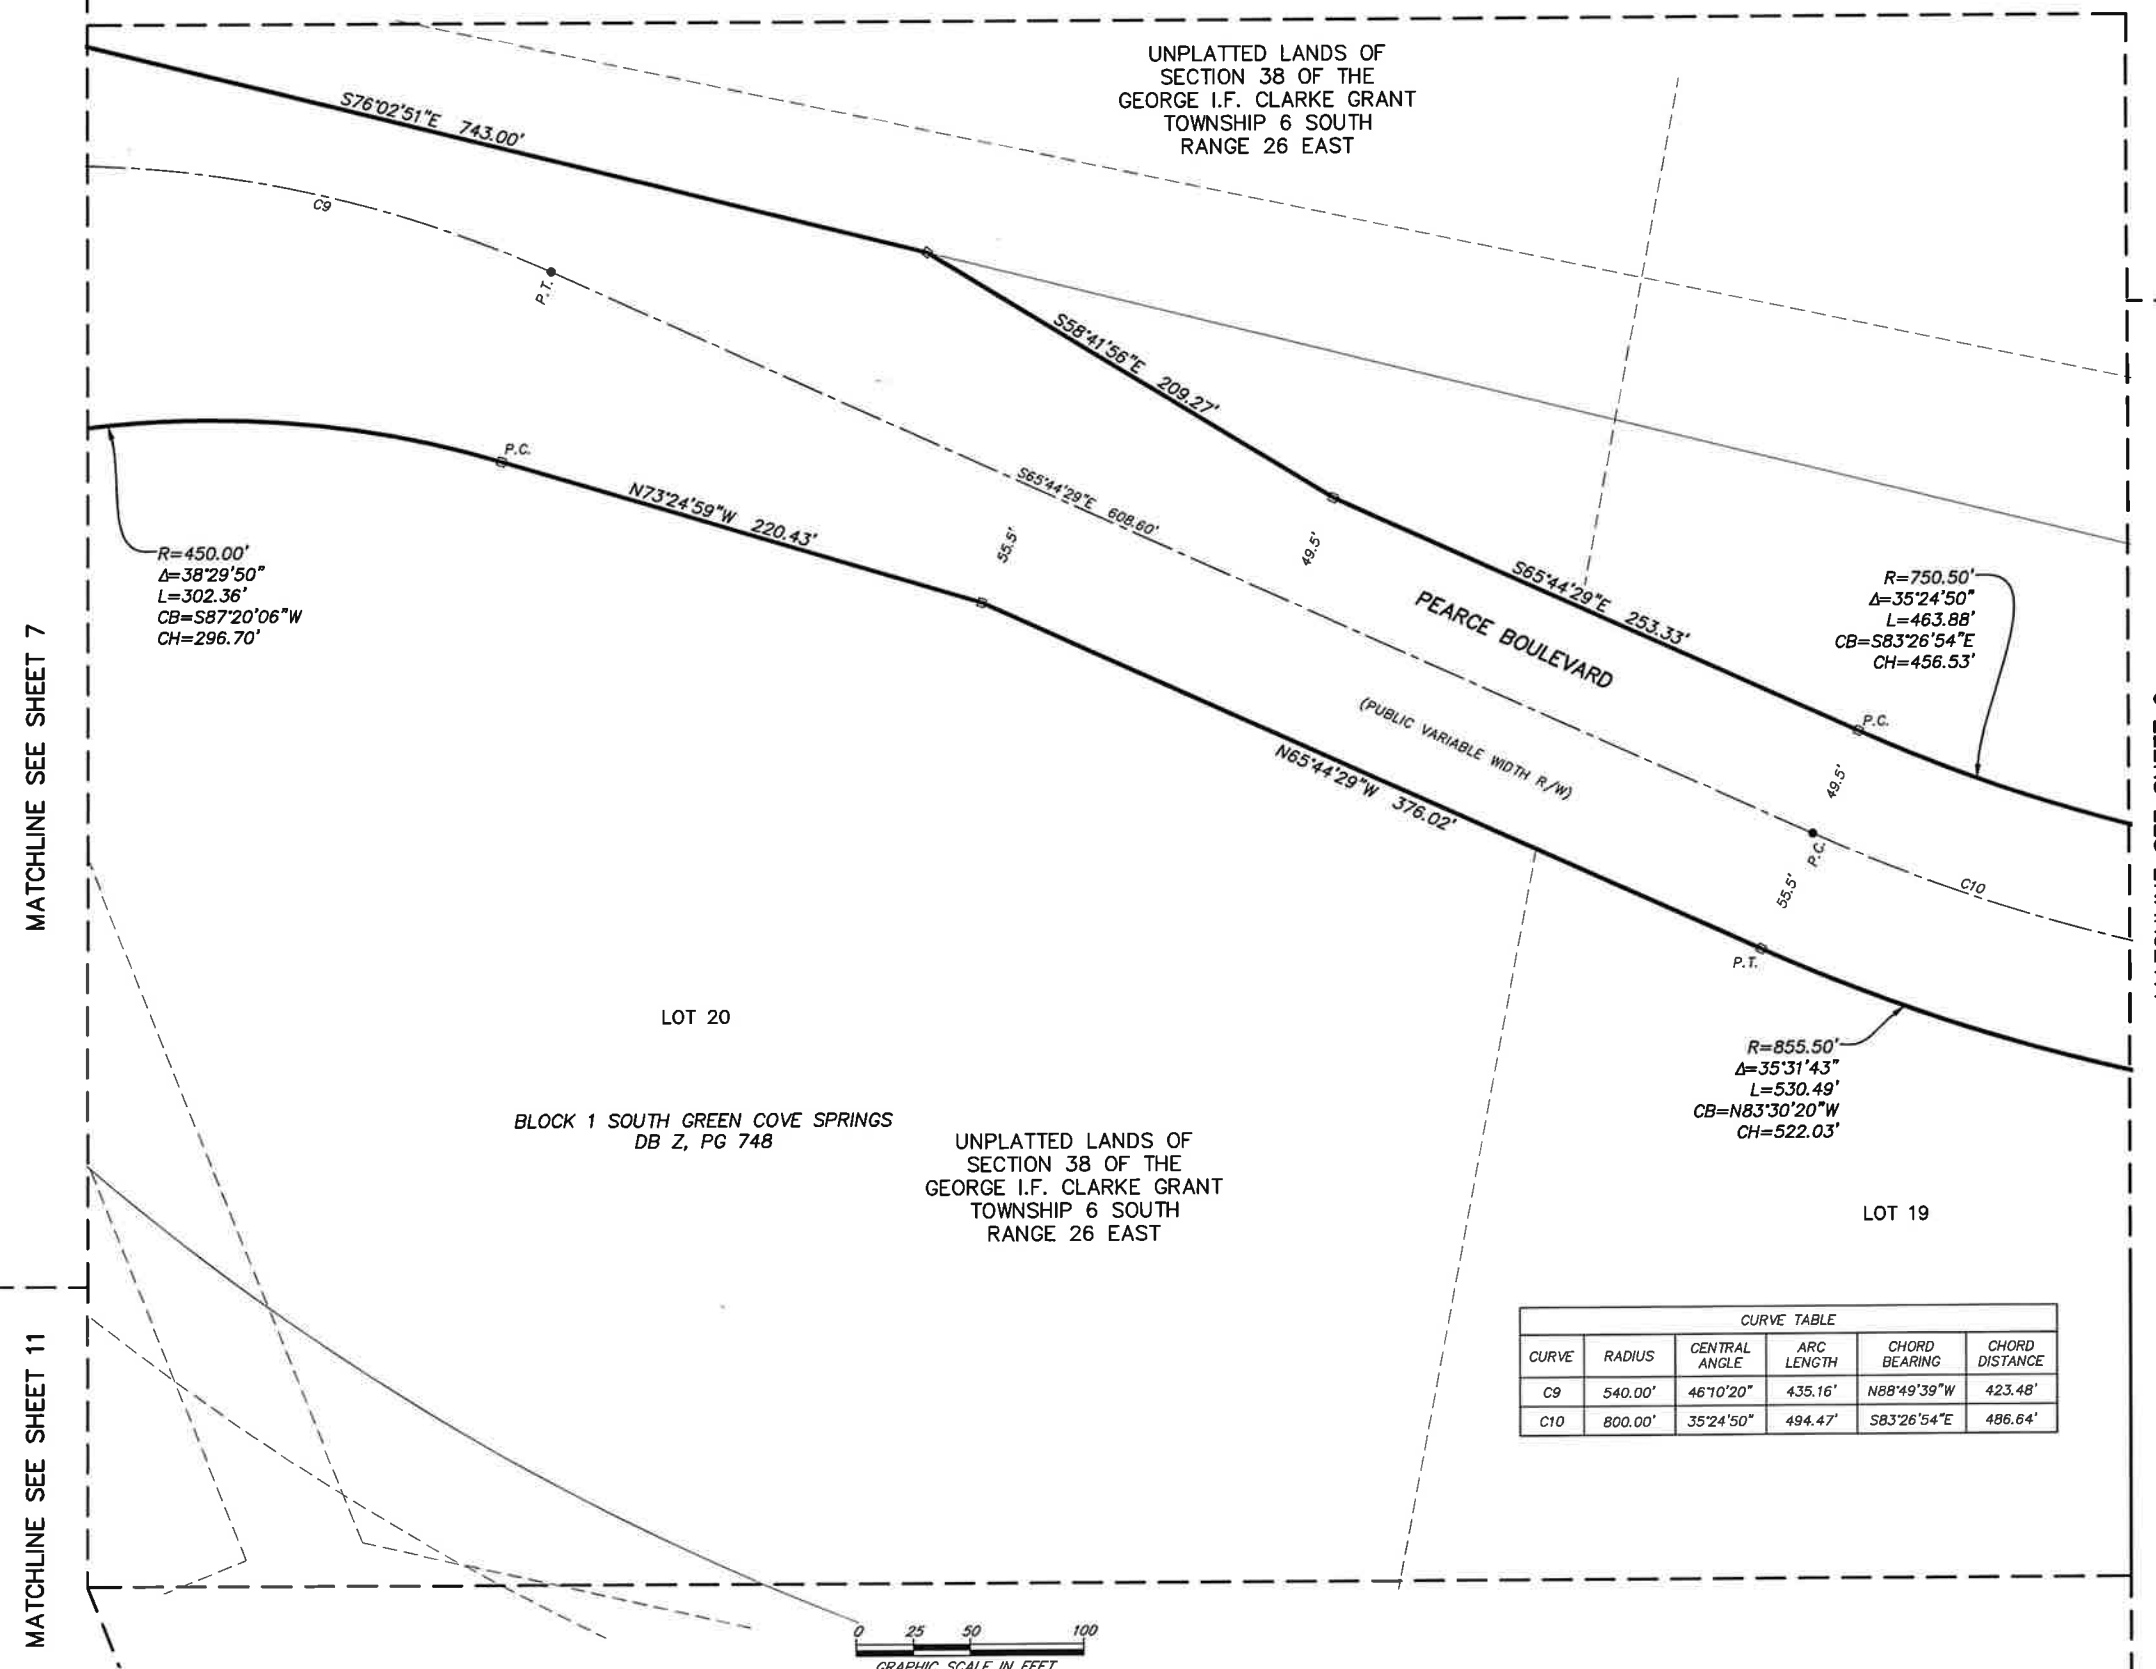 UNPLATTED LANDS OF
SECTION 38 OF THE
GEORGE I.F. CLARKE GRANT
TOWNSHIP 6 SOUTH
RANGE 26 EAST
S76°02'51"E 743.00'
C9
P.T.
S58°41'56"E 209.27'
P.C.
N73°24'59"W 220.43'
S65°44'29"E 608.60'
55.5'
49.5'
R=450.00'
Δ=38°29'50"
L=302.36'
CB=S87°20'06"W
CH=296.70'
S65°44'29"E 253.33'
PEARCE BOULEVARD
(PUBLIC VARIABLE WIDTH R/W)
R=750.50'
Δ=35°24'50"
L=463.88'
CB=S83°26'54"E
CH=456.53'
P.C.
49.5'
N65°44'29"W 376.02'
P.C.
55.5'
C10
P.T.
MATCHLINE SEE SHEET 7
LOT 20
R=855.50'
Δ=35°31'43"
L=530.49'
CB=N83°30'20"W
CH=522.03'
BLOCK 1 SOUTH GREEN COVE SPRINGS
DB Z, PG 748
UNPLATTED LANDS OF
SECTION 38 OF THE
GEORGE I.F. CLARKE GRANT
TOWNSHIP 6 SOUTH
RANGE 26 EAST
LOT 19
CURVE TABLE
CURVE RADIUS CENTRAL ANGLE ARC LENGTH CHORD BEARING CHORD DISTANCE
C9 540.00' 46°10'20" 435.16' N88°49'39"W 423.48'
C10 800.00' 35°24'50" 494.47' S83°26'54"E 486.64'
MATCHLINE SEE SHEET 11
0 25 50 100
GRAPHIC SCALE IN FEET